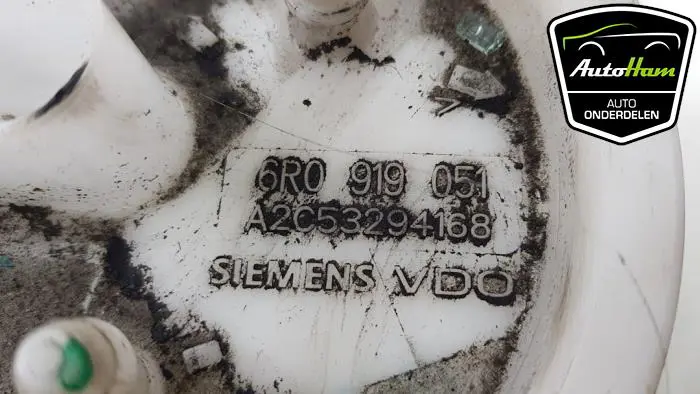 AutoHam
AUTO
ONDERDELEN
6R0 919 051
A2C53294168
SIEMENS VDO